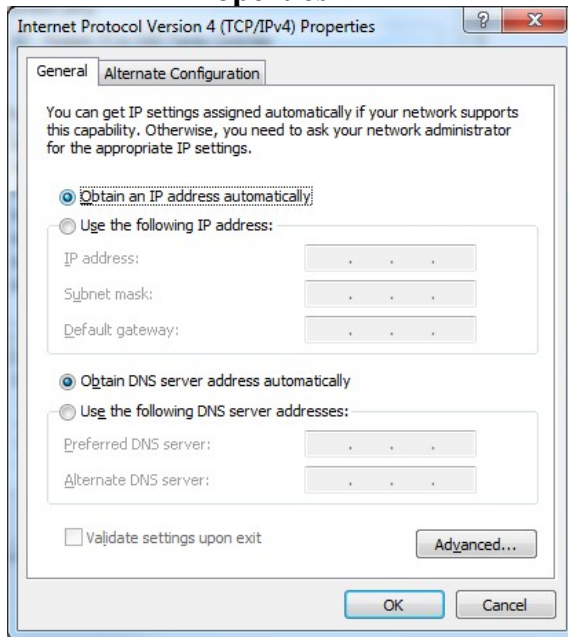 Internet Protocol Version 4 (TCP/IPv4) Properties
General
Alternate Configuration
You can get IP settings assigned automatically if your network supports
this capability. Otherwise, you need to ask your network administrator
for the appropriate IP settings.
Obtain an IP address automatically
Use the following IP address:
IP address:
Subnet mask:
Default gateway:
Obtain DNS server address automatically
Use the following DNS server addresses:
Preferred DNS server:
Alternate DNS server:
Validate settings upon exit
Advanced...
OK
Cancel